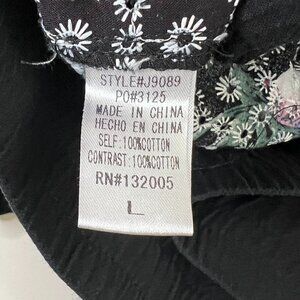 STYLE#J9089
PO#3125
MADE IN CHINA
HECHO EN CHINA
SELF: 100%COTTON
CONTRAST: 100%COTTON
RN#132005
L